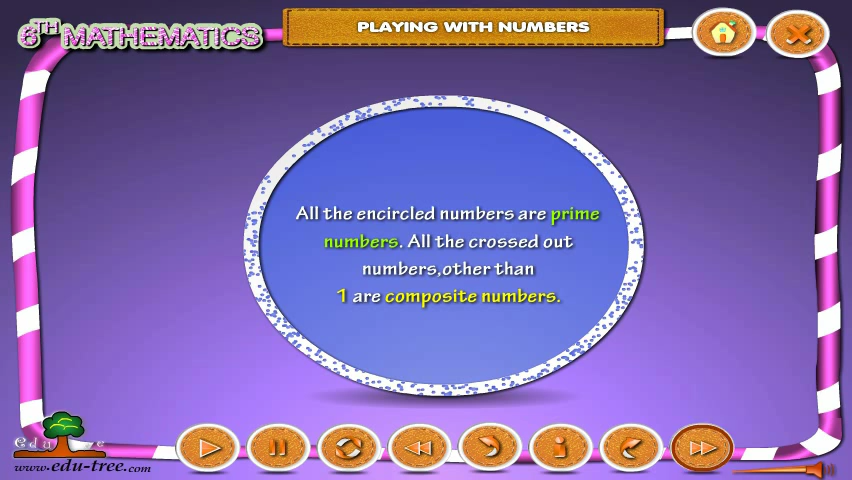 6TH MATHEMATICS
PLAYING WITH NUMBERS
All the encircled numbers are prime
numbers. All the crossed out
numbers,other than
1 are composite numbers.
www.edu-tree.com